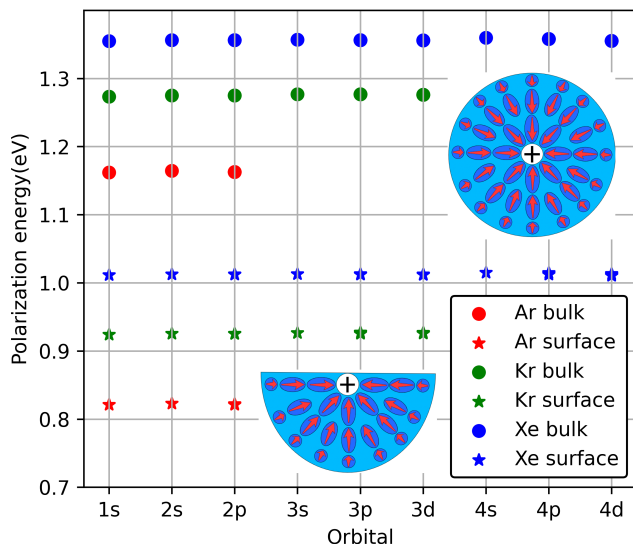 Polarization energy(eV)
1.3
1.2
1.1
1.0
0.9
0.8
0.7
+
+
Ar bulk
Ar surface
Kr bulk
Kr surface
Xe bulk
Xe surface
1s 2s 2p 3s 3p 3d 4s 4p 4d
Orbital